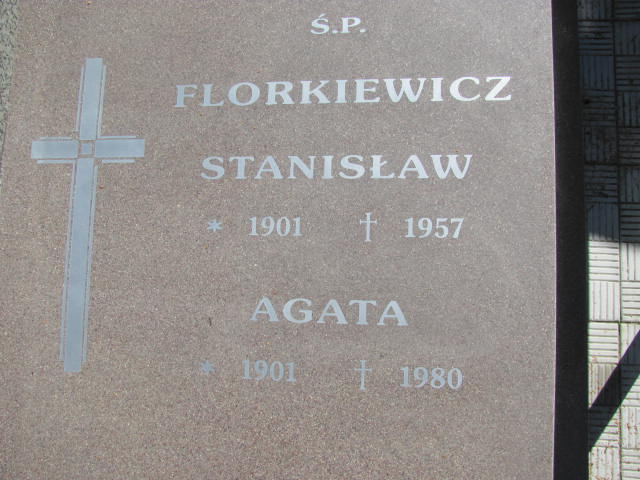 Ś.P.
FLORKIEWICZ
STANISŁAW
* 1901 † 1957
AGATA
* 1901 † 1980